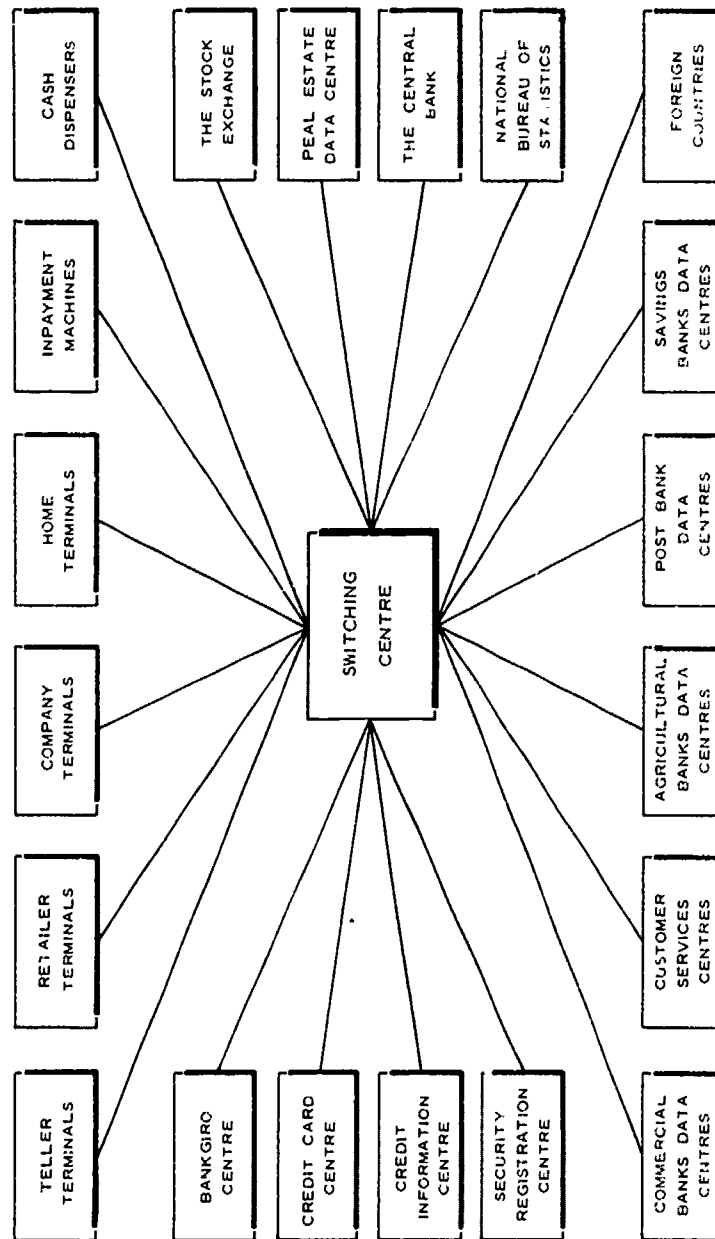 TELLER
TERMINALS
RETAILER
TERMINALS
COMPANY
TERMINALS
HOME
TERMINALS
INPAYMENT
MACHINES
CASH
DISPENSERS
BANKGIRO
CENTRE
CREDIT CARD
CENTRE
CREDIT
INFORMATION
CENTRE
SECURITY
REGISTRATION
CENTRE
SWITCHING
CENTRE
THE STOCK
EXCHANGE
PEAL ESTATE
DATA CENTRE
THE CENTRAL
BANK
NATIONAL
BUREAU OF
STATISTICS
COMMERCIAL
BANKS DATA
CENTRES
CUSTOMER
SERVICES
CENTRES
AGRICULTURAL
BANKS DATA
CENTRES
POST BANK
DATA
CENTRES
SAVINGS
BANKS DATA
CENTRES
FOREIGN
COUNTRIES